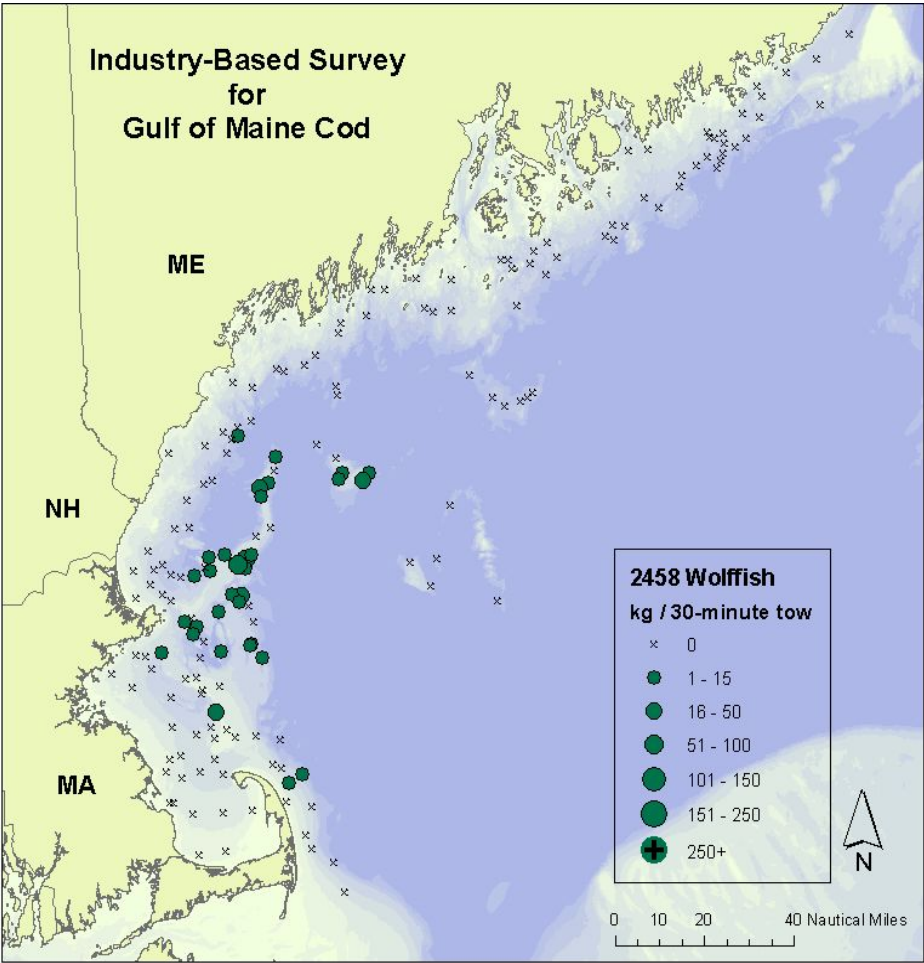 Industry-Based Survey
for
Gulf of Maine Cod
ME
NH
MA
2458 Wolffish
kg / 30-minute tow
0
1 - 15
16 - 50
51 - 100
101 - 150
151 - 250
250+
N
0 10 20 40 Nautical Miles